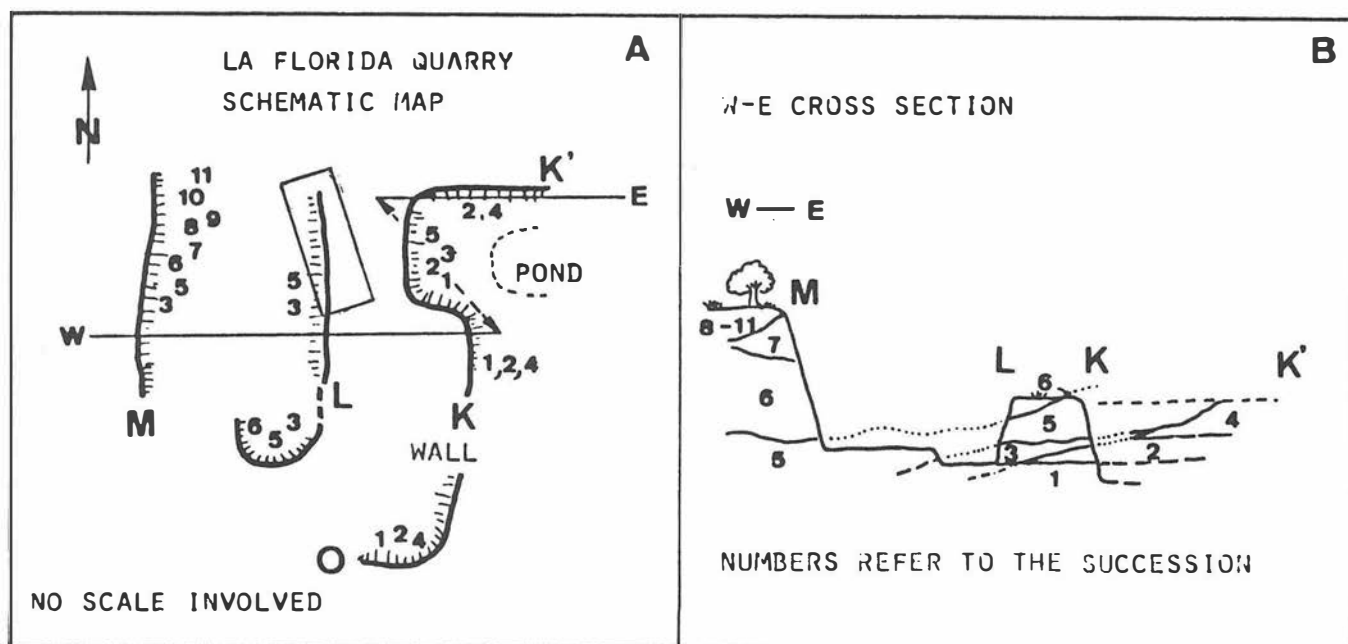 A
LA FLORIDA QUARRY
SCHEMATIC MAP
N
K'
E
11
10
8 9
7
6
5
3
2,4
5
3
2
1
POND
5
3
W
1,2,4
L
M
K
6 5 3
WALL
1 2 4
O
NO SCALE INVOLVED
B
W-E CROSS SECTION
W — E
M
8-11
7
6
5
L
K
K'
6
5
4
3
2
1
NUMBERS REFER TO THE SUCCESSION